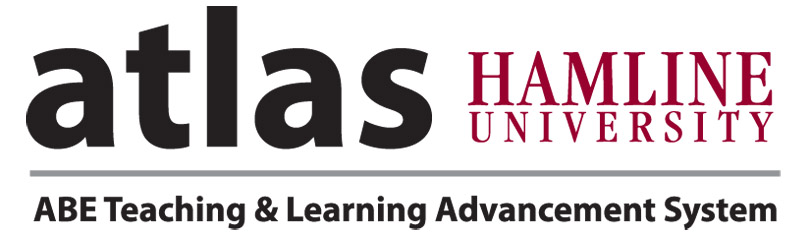 atlas
HAMLINE
UNIVERSITY
ABE Teaching & Learning Advancement System